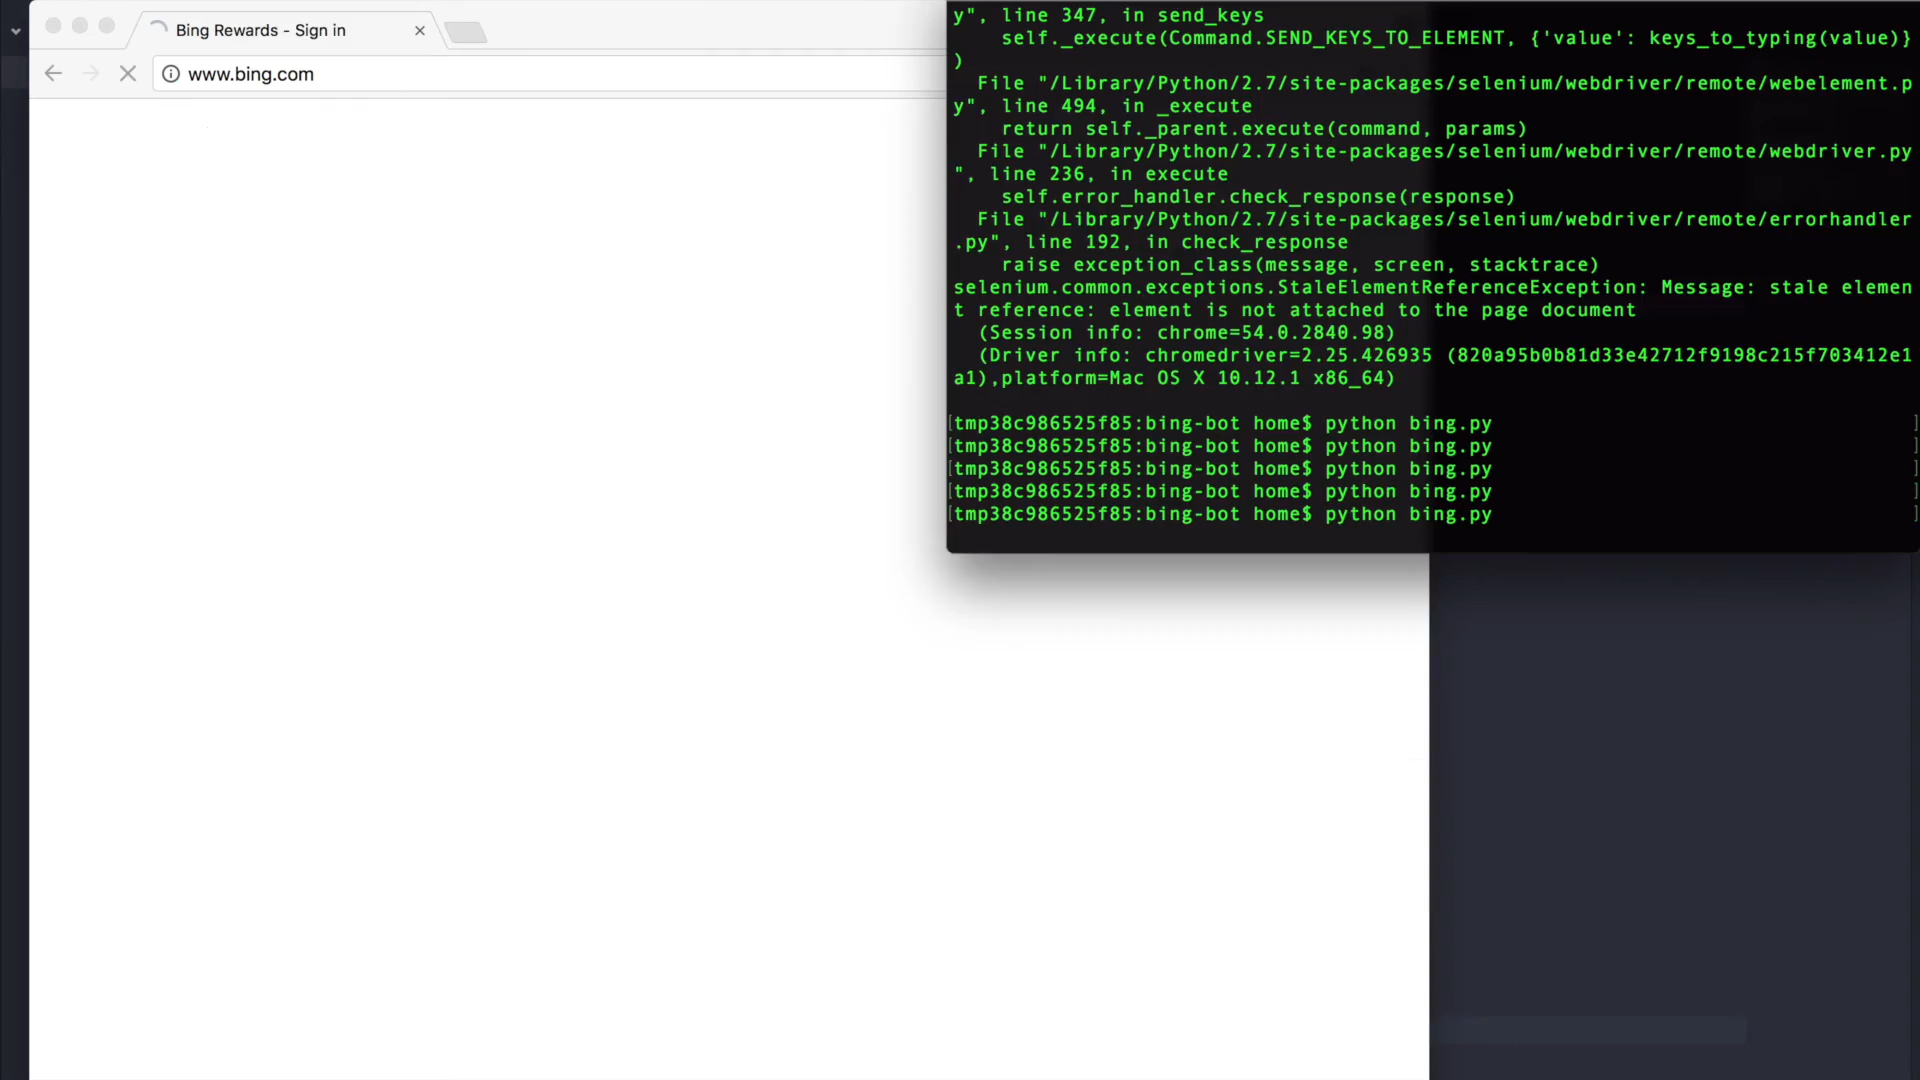 Bing Rewards - Sign in
www.bing.com
y", line 347, in send_keys
self._execute(Command.SEND_KEYS_TO_ELEMENT, {'value': keys_to_typing(value)}
)
File "/Library/Python/2.7/site-packages/selenium/webdriver/remote/webelement.p
y", line 494, in _execute
return self._parent.execute(command, params)
File "/Library/Python/2.7/site-packages/selenium/webdriver/remote/webdriver.py
", line 236, in execute
self.error_handler.check_response(response)
File "/Library/Python/2.7/site-packages/selenium/webdriver/remote/errorhandler
.py", line 192, in check_response
raise exception_class(message, screen, stacktrace)
selenium.common.exceptions.StaleElementReferenceException: Message: stale elemen
t reference: element is not attached to the page document
(Session info: chrome=54.0.2840.98)
(Driver info: chromedriver=2.25.426935 (820a95b0b81d33e42712f9198c215f703412e1
a1),platform=Mac OS X 10.12.1 x86_64)
[tmp38c986525f85:bing-bot home$ python bing.py ]
[tmp38c986525f85:bing-bot home$ python bing.py ]
[tmp38c986525f85:bing-bot home$ python bing.py ]
[tmp38c986525f85:bing-bot home$ python bing.py ]
[tmp38c986525f85:bing-bot home$ python bing.py ]